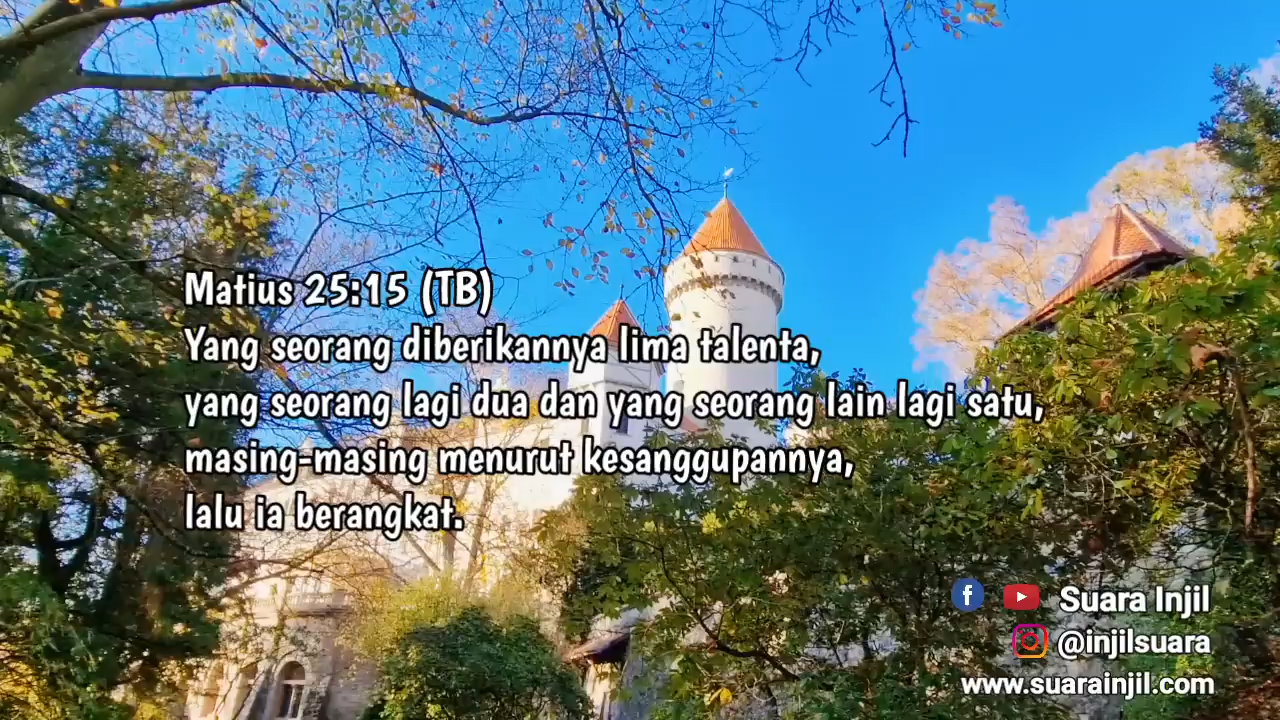 Matius 25:15 (TB)
Yang seorang diberikannya lima talenta,
yang seorang lagi dua dan yang seorang lain lagi satu,
masing-masing menurut kesanggupannya,
lalu ia berangkat.
Suara Injil
@injilsuara
www.suarainjil.com